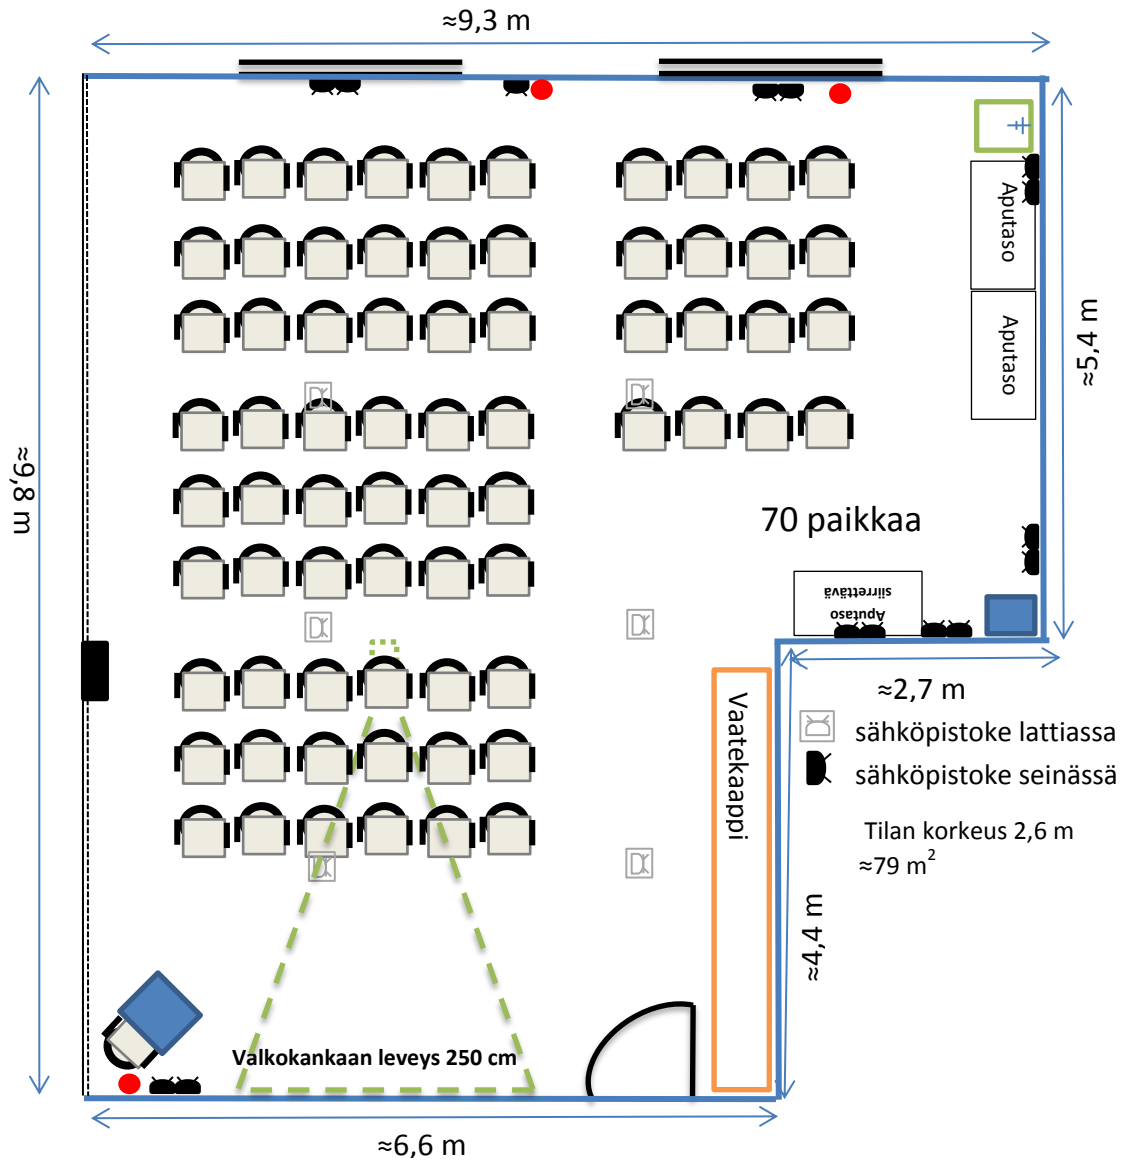 ≈9,3 m
Aputaso
Aputaso
≈5,4 m
≈9,8 m
70 paikkaa
Aputaso
siirrettävä
≈2,7 m
Vaatekaappi
sähköpistoke lattiassa
sähköpistoke seinässä
Tilan korkeus 2,6 m
≈79 m²
≈4,4 m
Valkokankaan leveys 250 cm
≈6,6 m